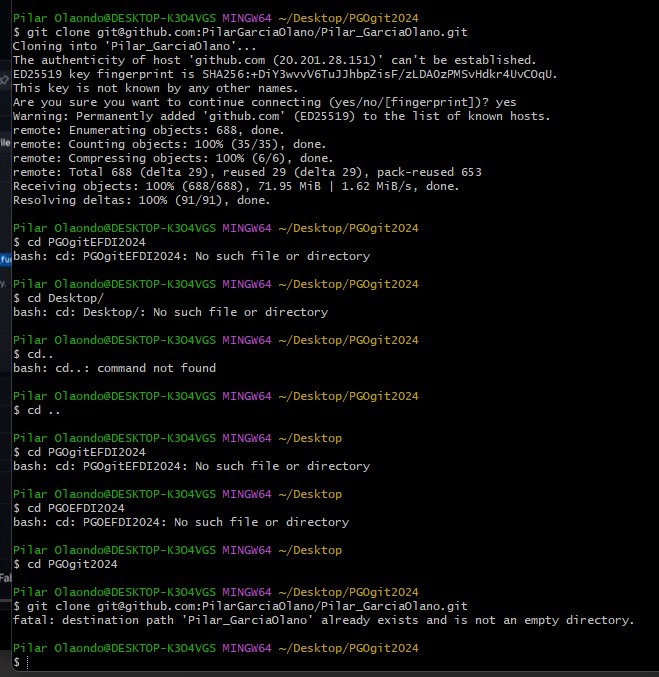 Pilar Olaondo@DESKTOP-K3O4VGS MINGW64 ~/Desktop/PGOgit2024
$ git clone git@github.com:PilarGarciaOlano/Pilar_GarciaOlano.git
Cloning into 'Pilar_GarciaOlano'...
The authenticity of host 'github.com (20.201.28.151)' can't be established.
ED25519 key fingerprint is SHA256:+DiY3wvvV6TuJJhbpZisF/zLDA0zPMSvHdkr4UvCOqU.
This key is not known by any other names.
Are you sure you want to continue connecting (yes/no/[fingerprint])? yes
Warning: Permanently added 'github.com' (ED25519) to the list of known hosts.
remote: Enumerating objects: 688, done.
remote: Counting objects: 100% (35/35), done.
remote: Compressing objects: 100% (6/6), done.
remote: Total 688 (delta 29), reused 29 (delta 29), pack-reused 653
Receiving objects: 100% (688/688), 71.95 MiB | 1.62 MiB/s, done.
Resolving deltas: 100% (91/91), done.
Pilar Olaondo@DESKTOP-K3O4VGS MINGW64 ~/Desktop/PGOgit2024
$ cd PGOgitEFDI2024
bash: cd: PGOgitEFDI2024: No such file or directory
Pilar Olaondo@DESKTOP-K3O4VGS MINGW64 ~/Desktop/PGOgit2024
$ cd Desktop/
bash: cd: Desktop/: No such file or directory
Pilar Olaondo@DESKTOP-K3O4VGS MINGW64 ~/Desktop/PGOgit2024
$ cd..
bash: cd..: command not found
Pilar Olaondo@DESKTOP-K3O4VGS MINGW64 ~/Desktop/PGOgit2024
$ cd ..
Pilar Olaondo@DESKTOP-K3O4VGS MINGW64 ~/Desktop
$ cd PGOgitEFDI2024
bash: cd: PGOgitEFDI2024: No such file or directory
Pilar Olaondo@DESKTOP-K3O4VGS MINGW64 ~/Desktop
$ cd PGOEFDI2024
bash: cd: PGOEFDI2024: No such file or directory
Pilar Olaondo@DESKTOP-K3O4VGS MINGW64 ~/Desktop
$ cd PGOgit2024
Pilar Olaondo@DESKTOP-K3O4VGS MINGW64 ~/Desktop/PGOgit2024
$ git clone git@github.com:PilarGarciaOlano/Pilar_GarciaOlano.git
fatal: destination path 'Pilar_GarciaOlano' already exists and is not an empty directory.
Pilar Olaondo@DESKTOP-K3O4VGS MINGW64 ~/Desktop/PGOgit2024
$